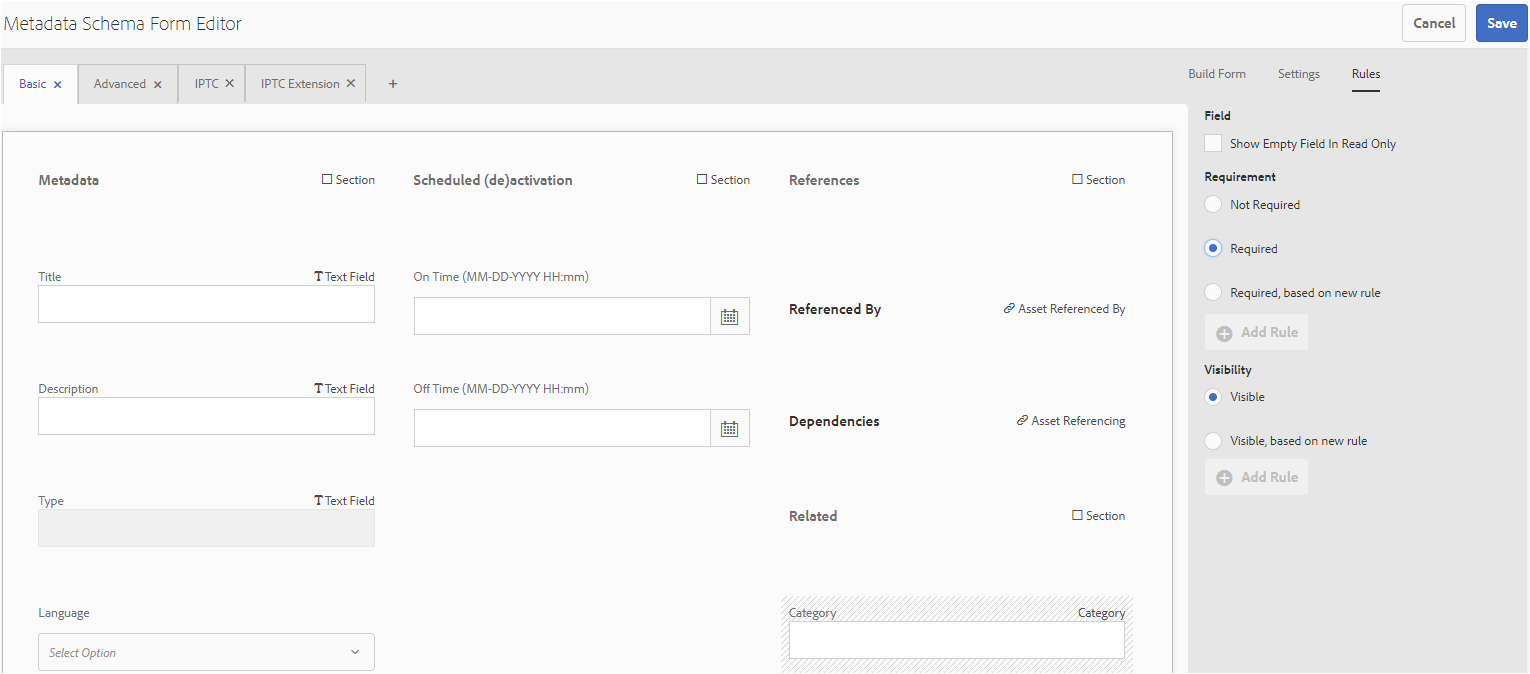 Metadata Schema Form Editor
Cancel
Save
Basic
Advanced
IPTC
IPTC Extension
Build Form
Settings
Rules
Metadata
Section
Title
T Text Field
Description
T Text Field
Type
T Text Field
Language
Select Option
Scheduled (de)activation
Section
On Time (MM-DD-YYYY HH:mm)
Off Time (MM-DD-YYYY HH:mm)
References
Section
Referenced By
Asset Referenced By
Dependencies
Asset Referencing
Related
Section
Category
Category
Field
Show Empty Field In Read Only
Requirement
Not Required
Required
Required, based on new rule
Add Rule
Visibility
Visible
Visible, based on new rule
Add Rule